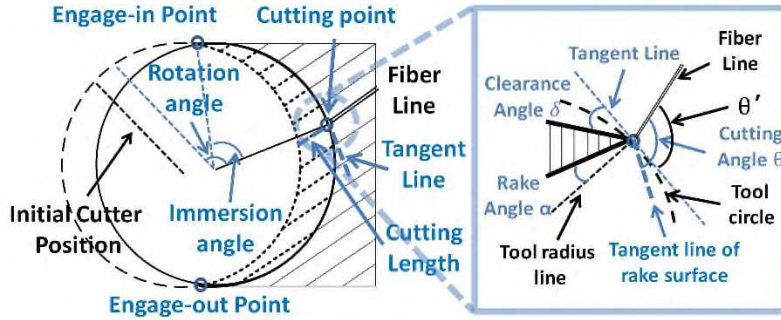 Engage-in Point
Cutting point
Rotation
angle
Fiber
Line
Tangent
Line
Initial Cutter
Position
Immersion
angle
Cutting
Length
Engage-out Point
Tangent Line
Fiber
Line
Clearance
Angle δ
θ′
Cutting
Angle θ
Rake
Angle α
Tool
circle
Tool radius
line
Tangent line of
rake surface